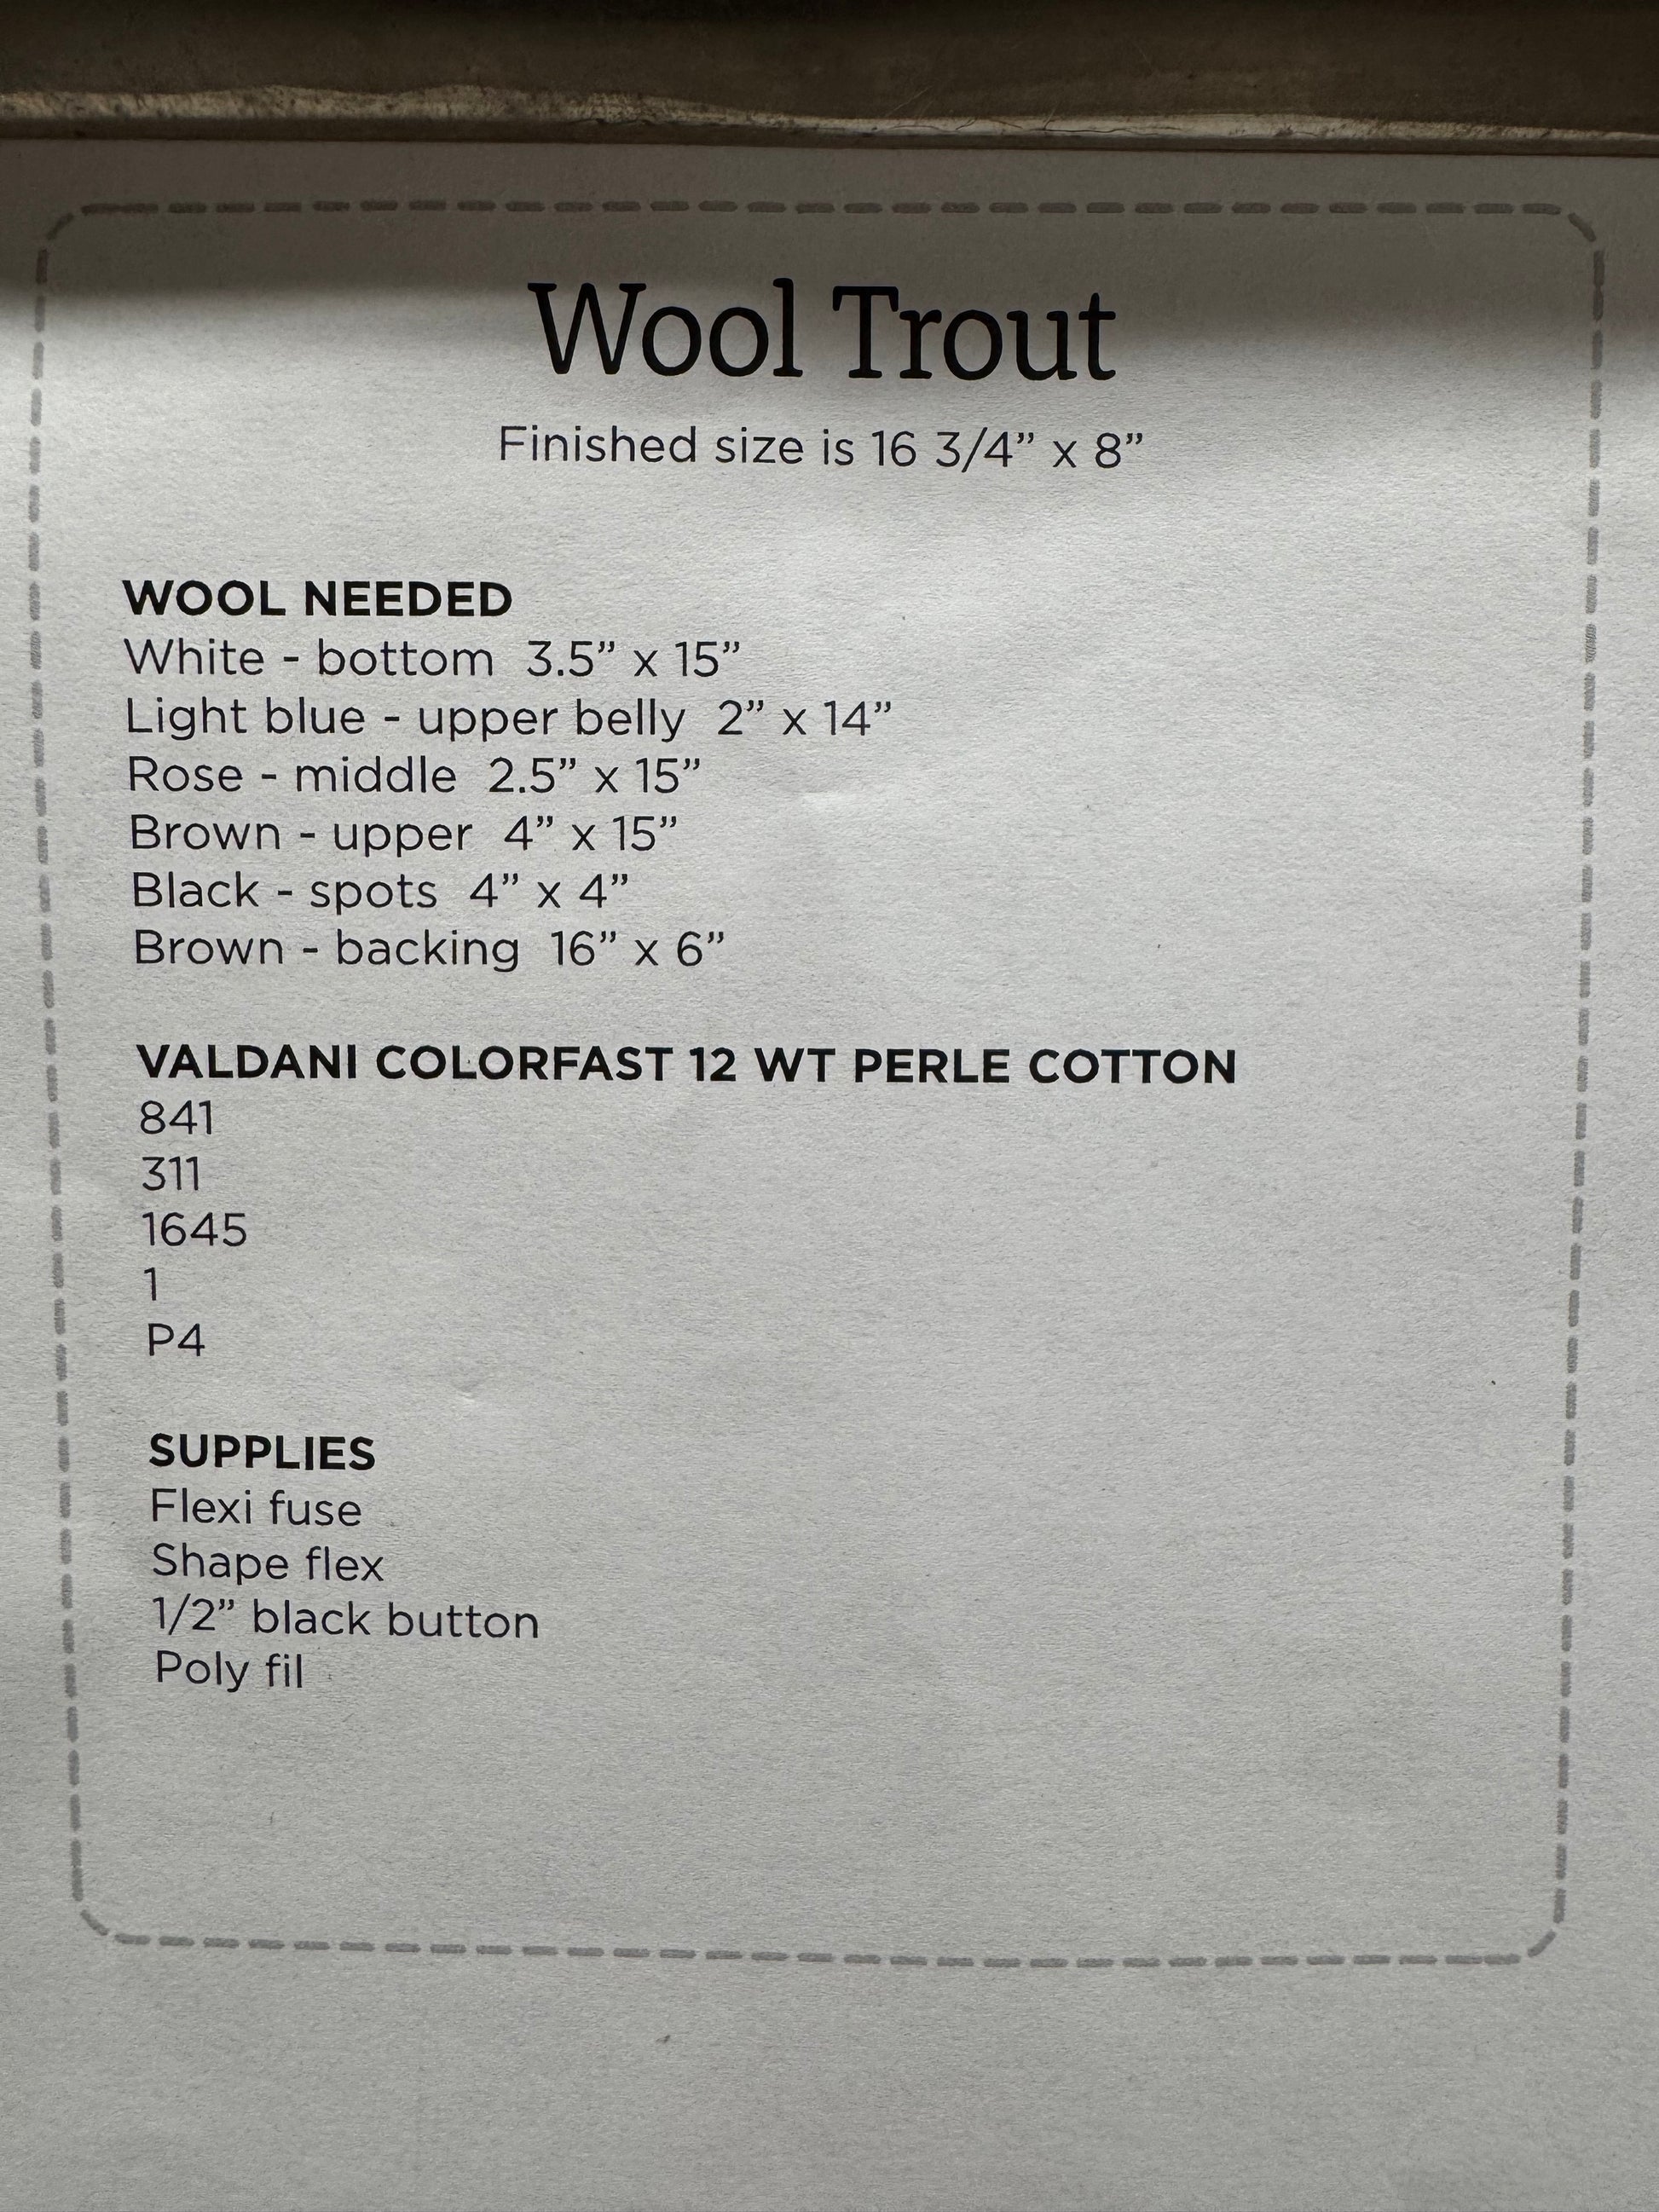 Wool Trout
Finished size is 16 3/4” x 8”
WOOL NEEDED
White - bottom  3.5” x 15”
Light blue - upper belly  2” x 14”
Rose - middle  2.5” x 15”
Brown - upper  4” x 15”
Black - spots  4” x 4”
Brown - backing  16” x 6”
VALDANI COLORFAST 12 WT PERLE COTTON
841
311
1645
1
P4
SUPPLIES
Flexi fuse
Shape flex
1/2” black button
Poly fil